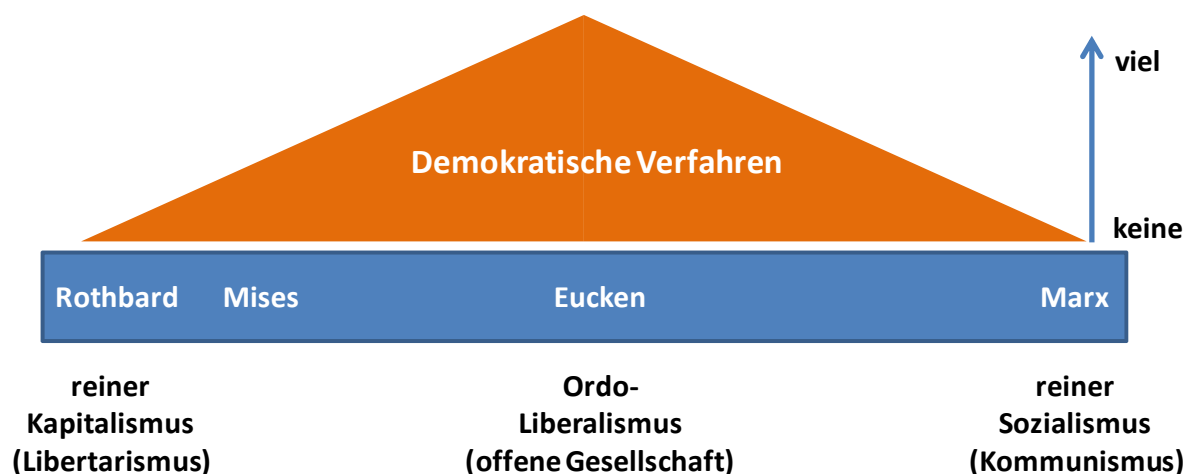 viel
Demokratische Verfahren
keine
Rothbard Mises Eucken Marx
reiner
Kapitalismus
(Libertarismus)
Ordo-
Liberalismus
(offene Gesellschaft)
reiner
Sozialismus
(Kommunismus)